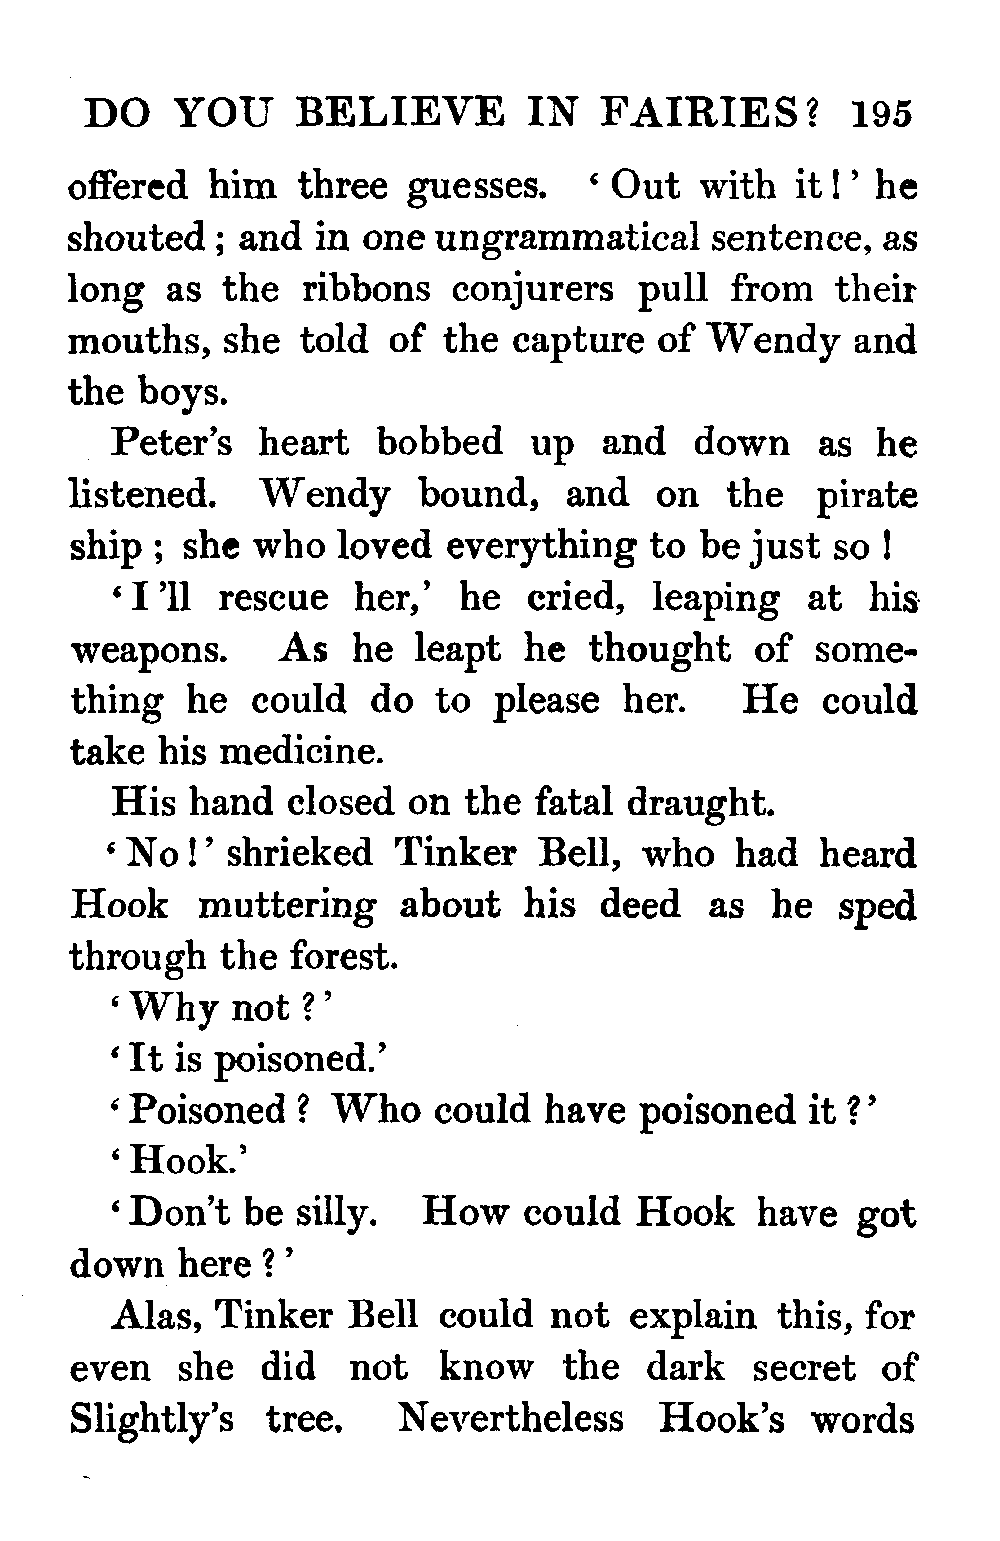 DO YOU BELIEVE IN FAIRIES? 195
offered him three guesses. ‘ Out with it! ’ he
shouted ; and in one ungrammatical sentence, as
long as the ribbons conjurers pull from their
mouths, she told of the capture of Wendy and
the boys.
Peter’s heart bobbed up and down as he
listened. Wendy bound, and on the pirate
ship ; she who loved everything to be just so !
‘ I ’ll rescue her,’ he cried, leaping at his
weapons. As he leapt he thought of some-
thing he could do to please her. He could
take his medicine.
His hand closed on the fatal draught.
‘ No ! ’ shrieked Tinker Bell, who had heard
Hook muttering about his deed as he sped
through the forest.
‘ Why not ? ’
‘ It is poisoned.’
‘ Poisoned ? Who could have poisoned it ? ’
‘ Hook.’
‘ Don’t be silly. How could Hook have got
down here ? ’
Alas, Tinker Bell could not explain this, for
even she did not know the dark secret of
Slightly’s tree. Nevertheless Hook’s words